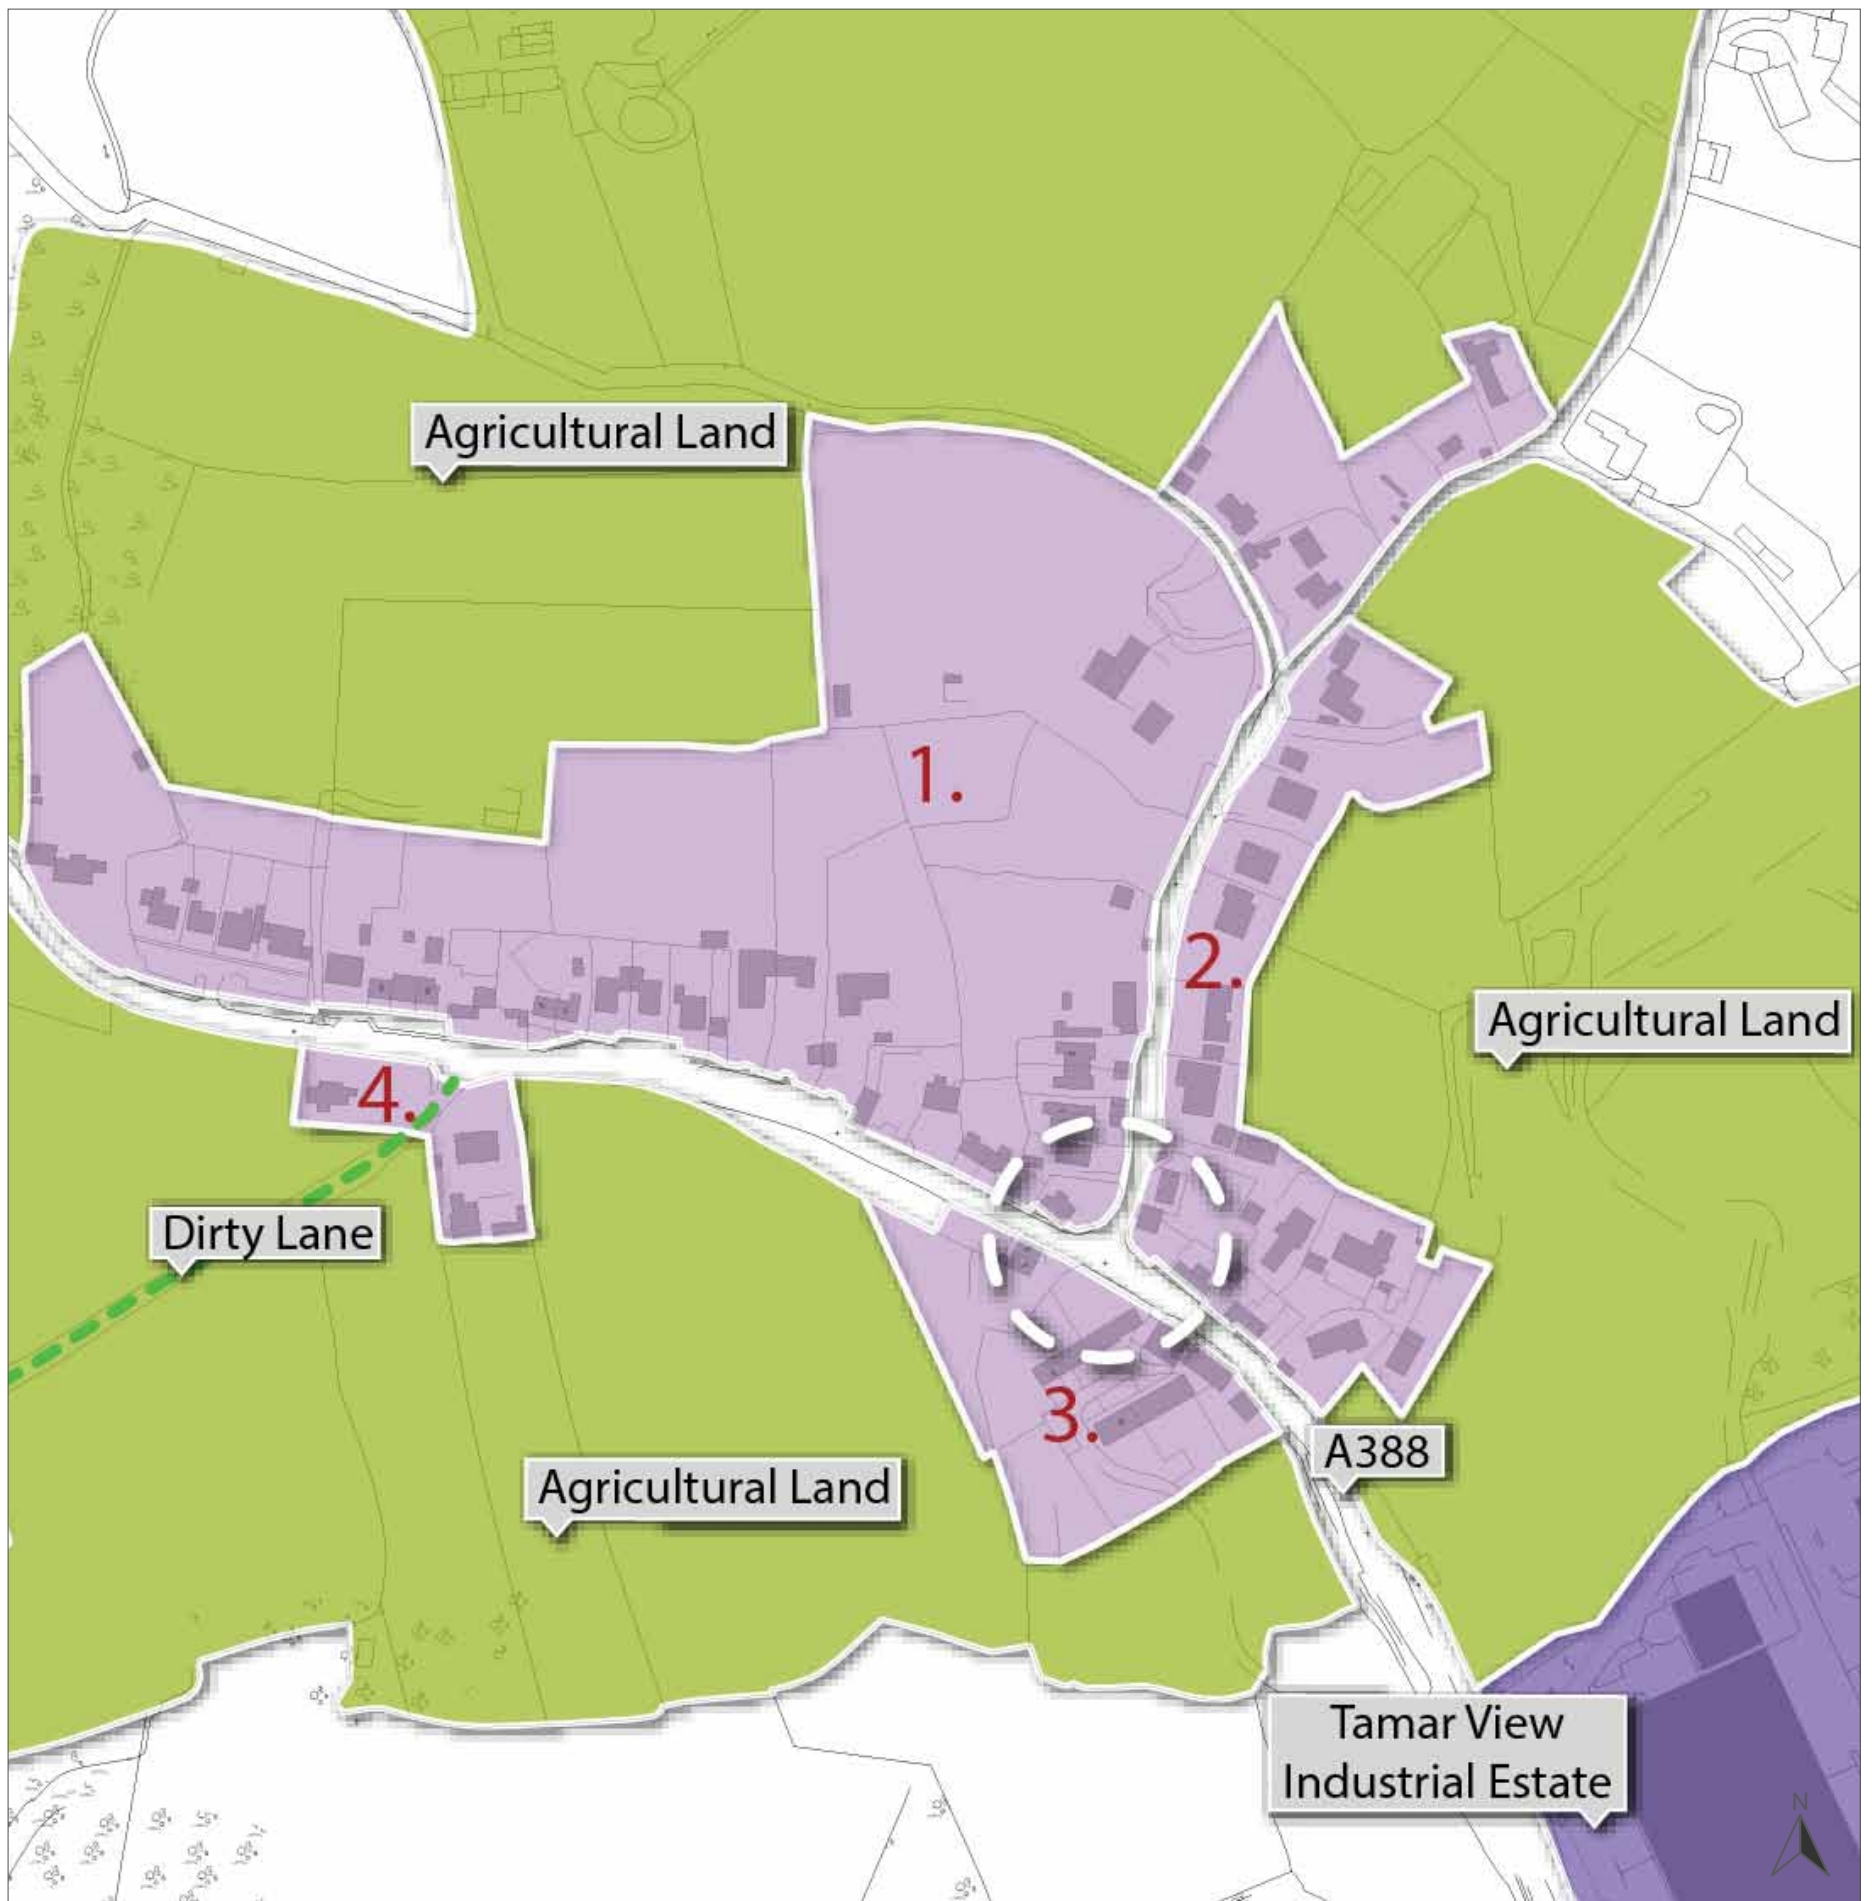 Agricultural Land
1.
2.
Agricultural Land
4.
Dirty Lane
3.
A388
Agricultural Land
Tamar View
Industrial Estate
N